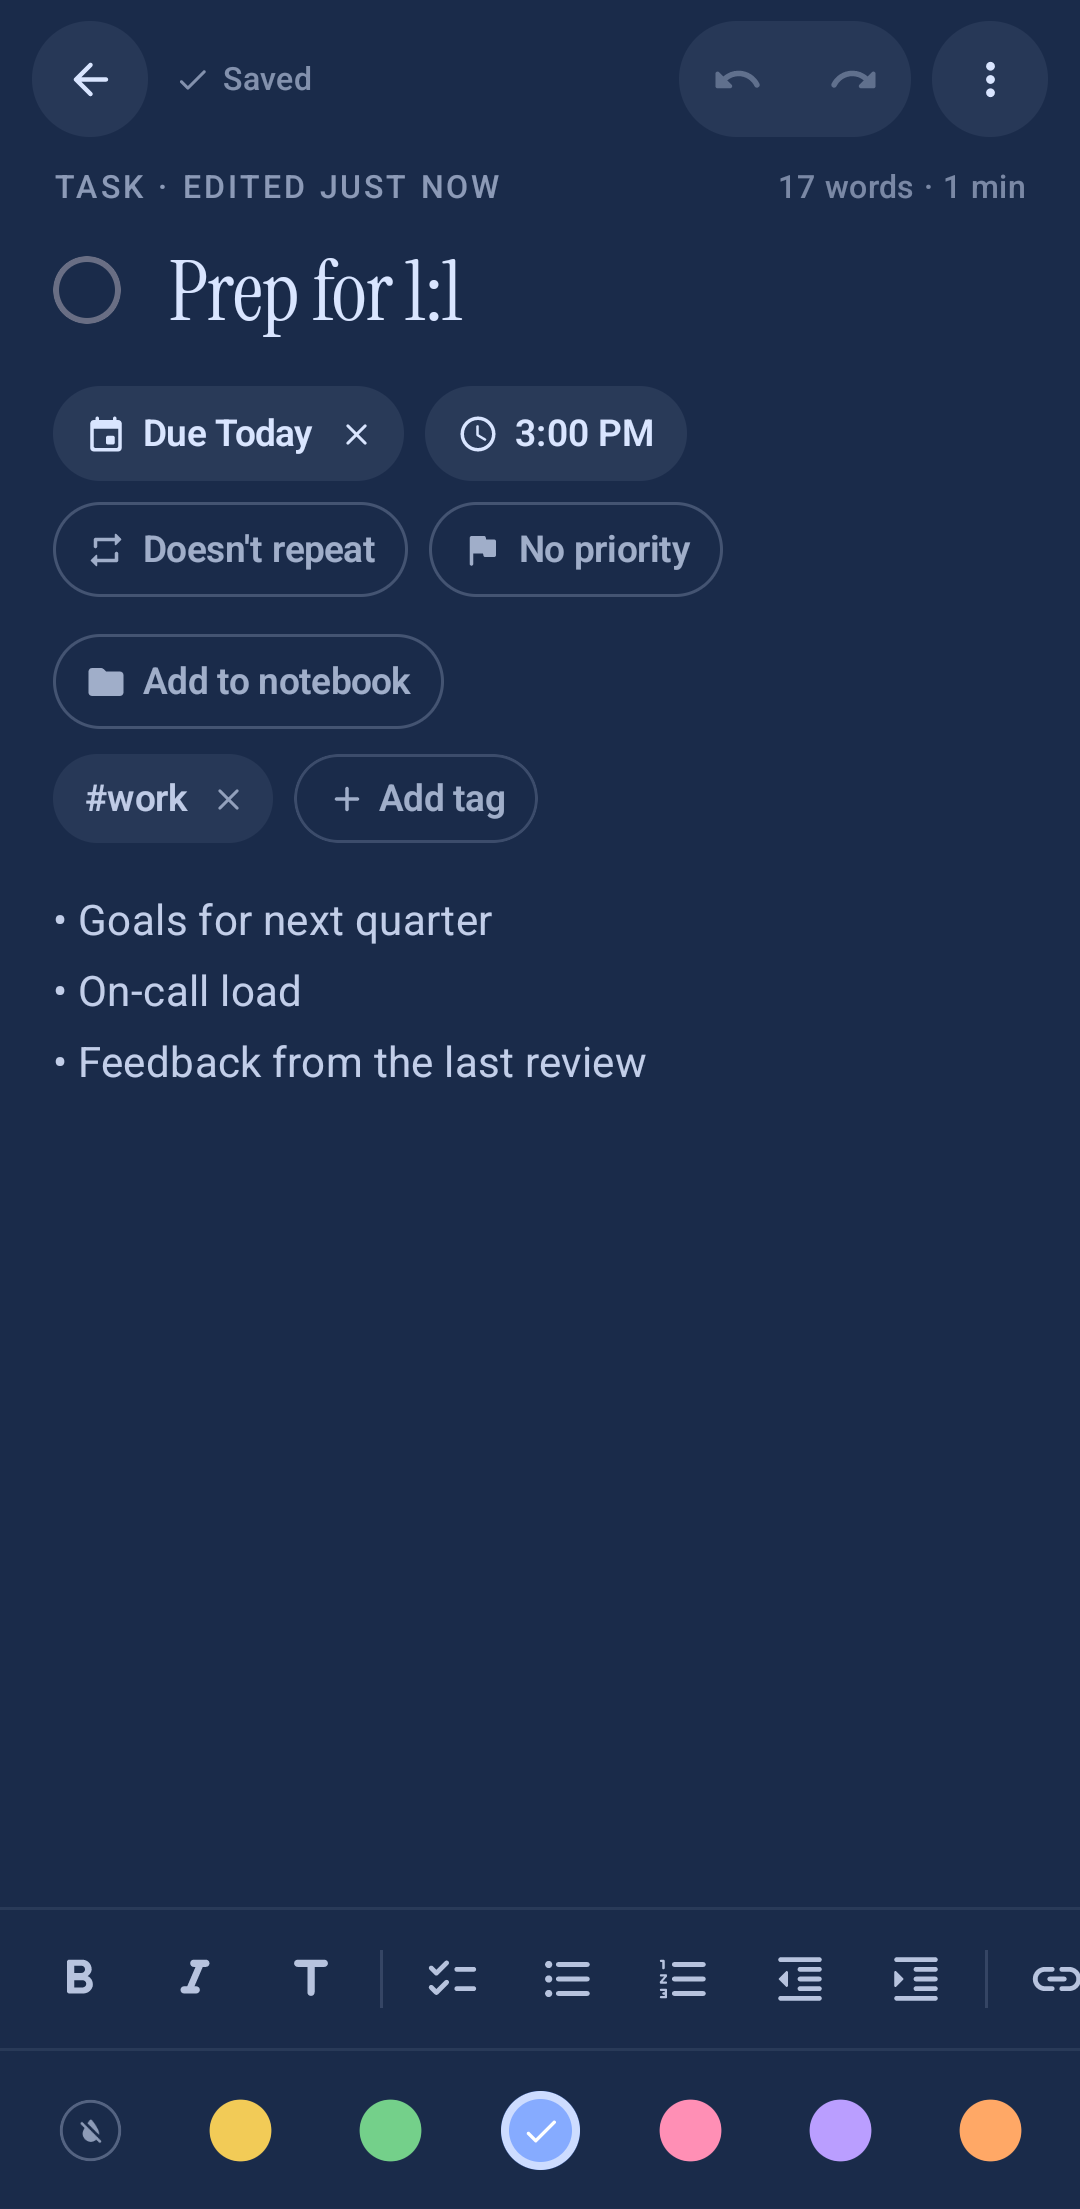 Saved
TASK · EDITED JUST NOW
17 words · 1 min
Prep for 1:1
Due Today
3:00 PM
Doesn't repeat
No priority
Add to notebook
#work
Add tag
• Goals for next quarter
• On-call load
• Feedback from the last review